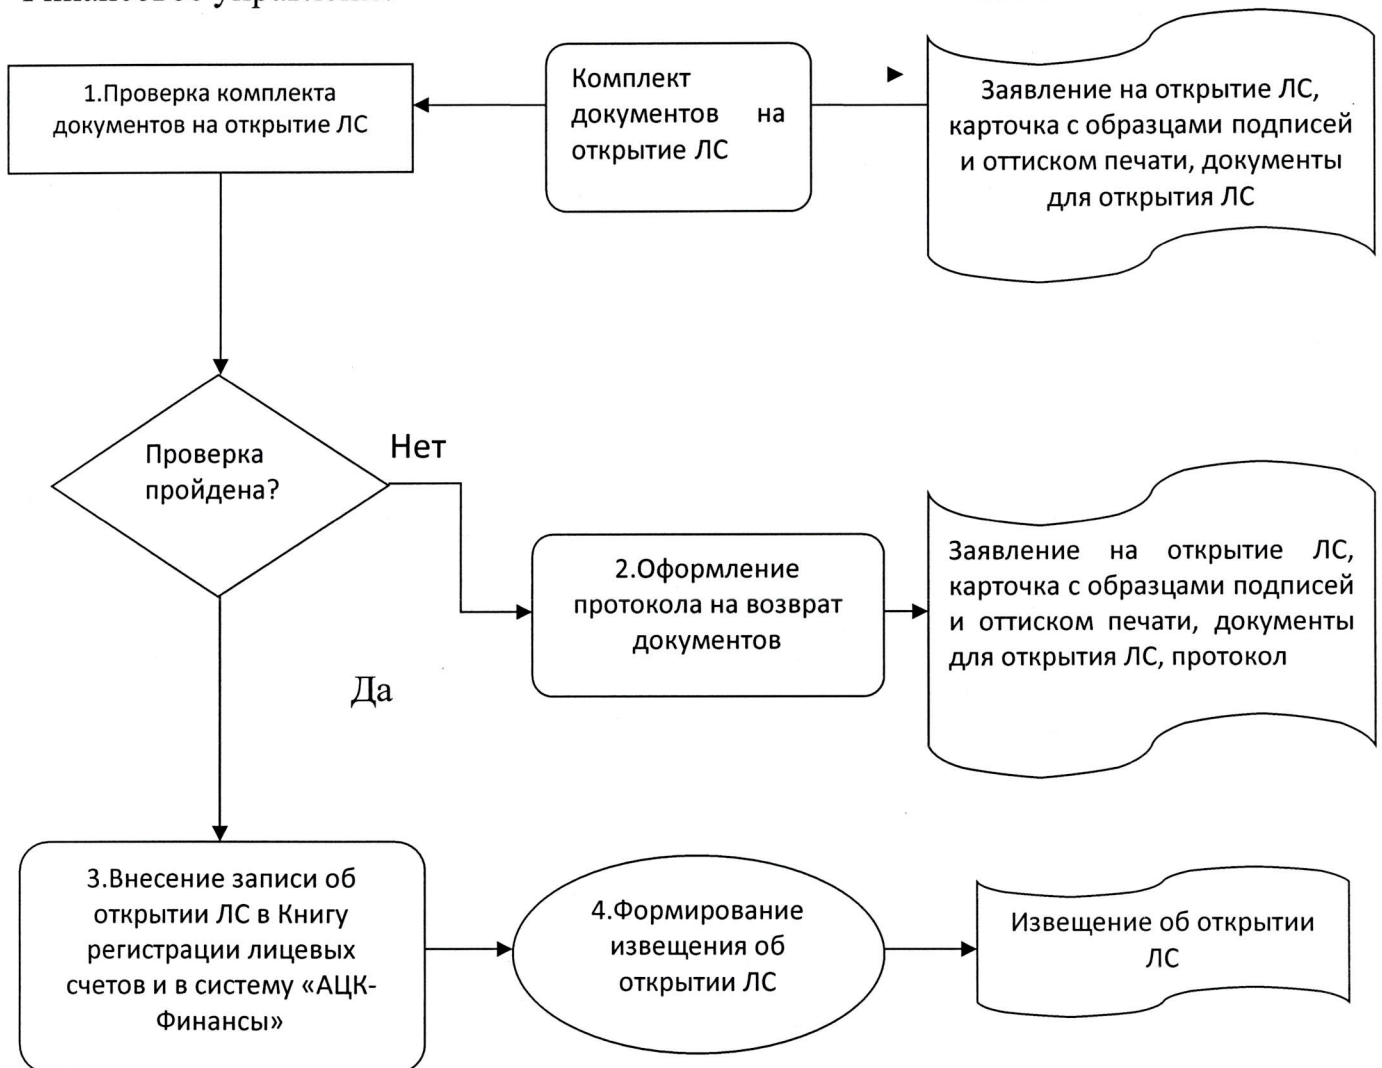 1.Проверка комплекта
документов на открытие ЛС
Комплект
документов на
открытие ЛС
Заявление на открытие ЛС,
карточка с образцами подписей
и оттиском печати, документы
для открытия ЛС
Проверка
пройдена?
Нет
2.Оформление
протокола на возврат
документов
Заявление на открытие ЛС,
карточка с образцами подписей
и оттиском печати, документы
для открытия ЛС, протокол
Да
3.Внесение записи об
открытии ЛС в Книгу
регистрации лицевых
счетов и в систему «АЦК-
Финансы»
4.Формирование
извещения об
открытии ЛС
Извещение об открытии
ЛС